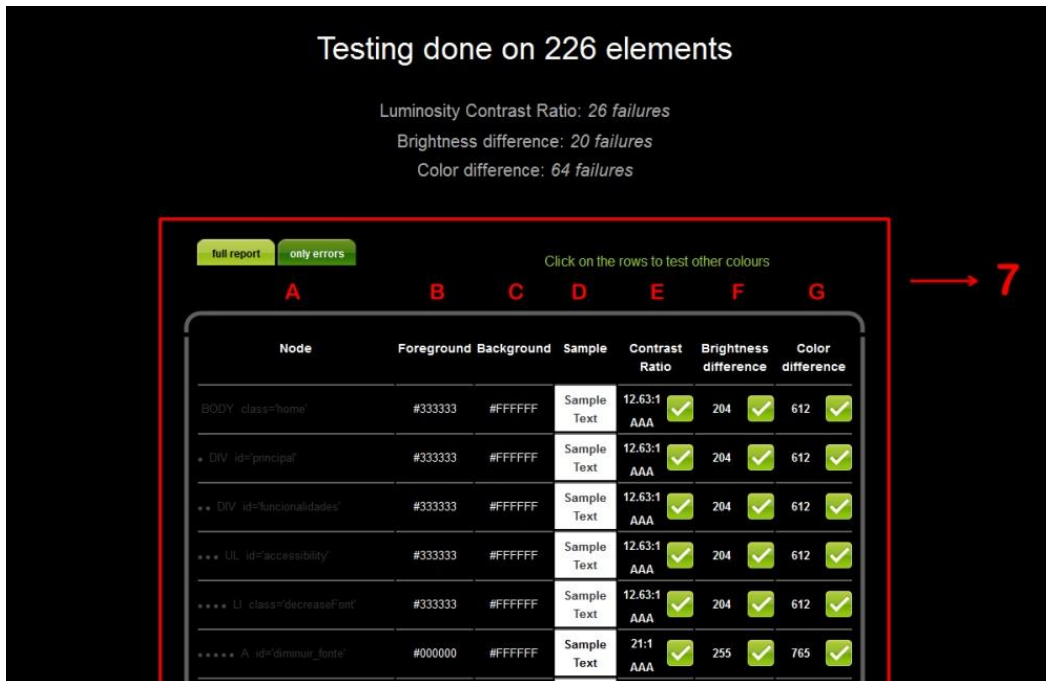 Testing done on 226 elements
Luminosity Contrast Ratio: 26 failures
Brightness difference: 20 failures
Color difference: 64 failures
full report only errors
Click on the rows to test other colours
7
A B C D E F G
Node Foreground Background Sample Contrast Ratio Brightness difference Color difference
BODY class='home' #333333 #FFFFFF Sample Text 12.63:1 AAA 204 612
• DIV id='principal' #333333 #FFFFFF Sample Text 12.63:1 AAA 204 612
•• DIV id='funcionalidades' #333333 #FFFFFF Sample Text 12.63:1 AAA 204 612
••• UL id='accessibility' #333333 #FFFFFF Sample Text 12.63:1 AAA 204 612
•••• LI class='decreaseFont' #333333 #FFFFFF Sample Text 12.63:1 AAA 204 612
••••• A id='diminuir_fonte' #000000 #FFFFFF Sample Text 21:1 AAA 255 765